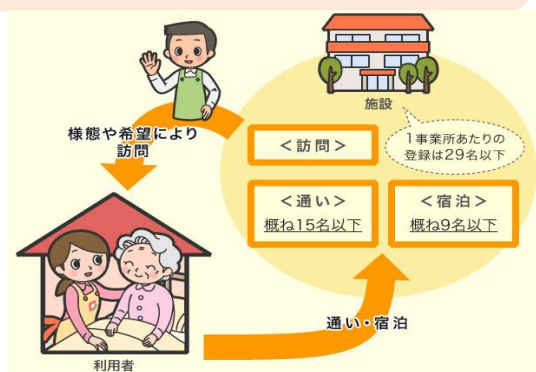 施設
様態や希望により
訪問
1事業所あたりの
登録は29名以下
＜訪問＞
＜通い＞
概ね15名以下
＜宿泊＞
概ね9名以下
通い・宿泊
利用者